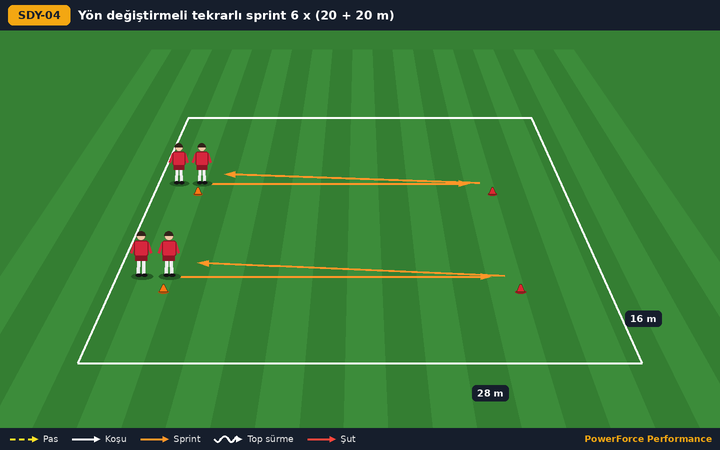 SDY-04 Yön değiştirmeli tekrarlı sprint 6 x (20 + 20 m)
16 m
28 m
Pas Koşu Sprint Top sürme Şut PowerForce Performance